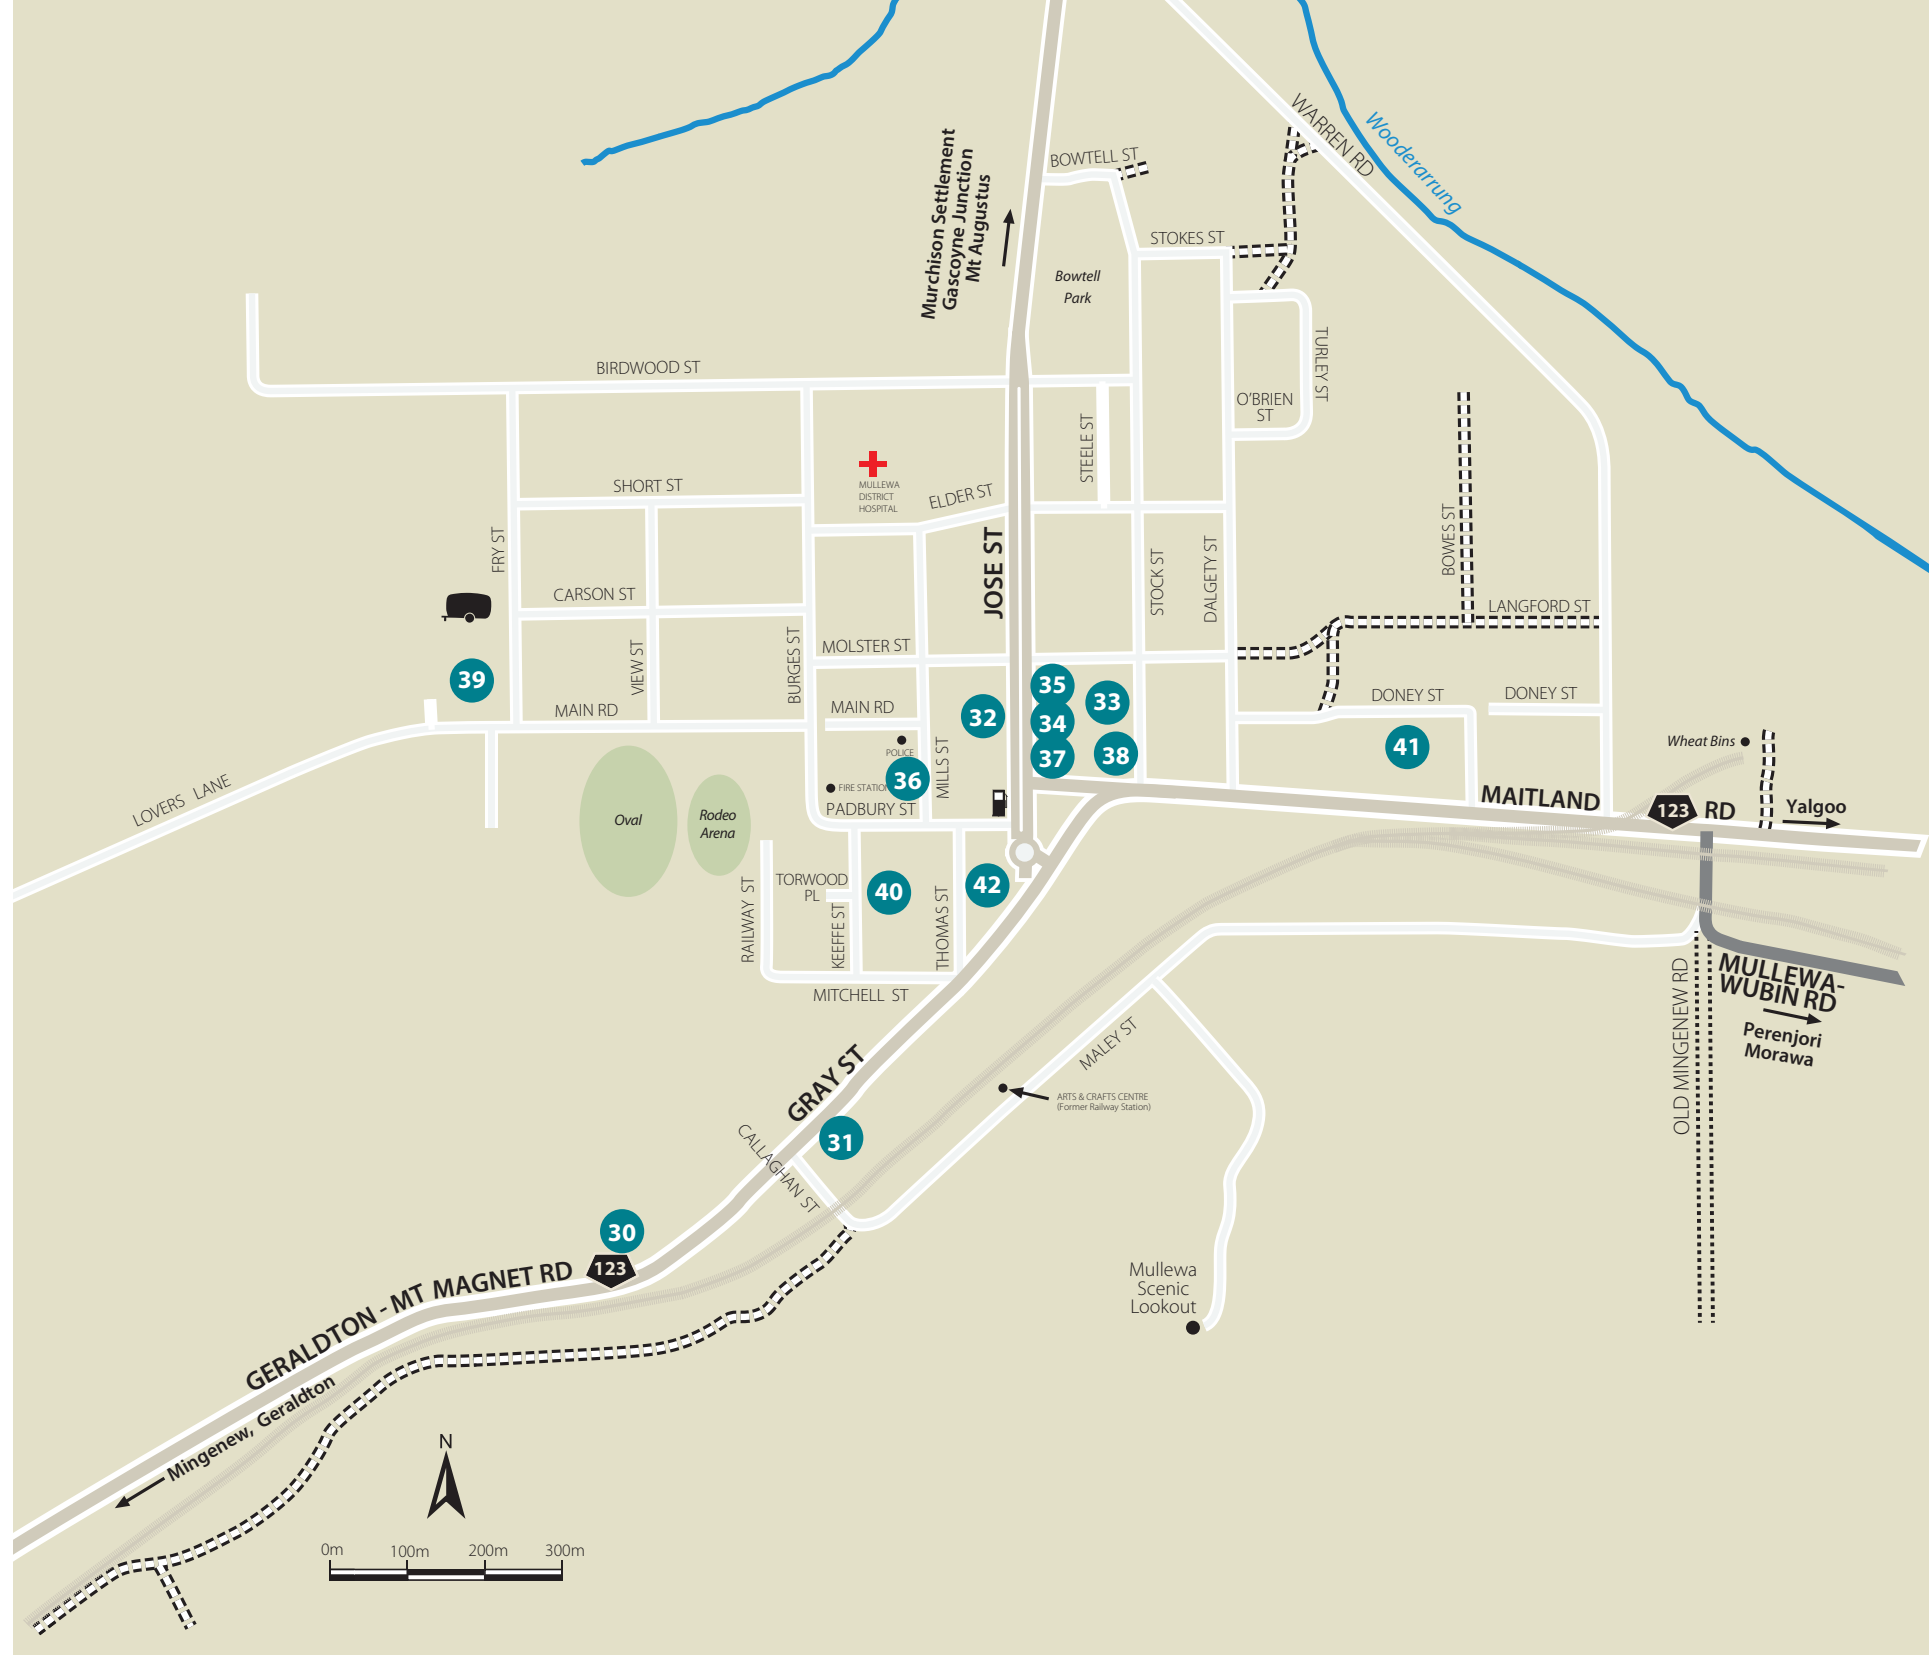 WARREN RD
Wooderarrung
BOWTELL ST
Murchison Settlement
Gascoyne Junction
Mt Augustus
STOKES ST
Bowtell
Park
TURLEY ST
BIRDWOOD ST
O'BRIEN
ST
STEELE ST
MULLEWA
DISTRICT
HOSPITAL
SHORT ST
ELDER ST
FRY ST
JOSE ST
STOCK ST
DALGETY ST
BOWES ST
CARSON ST
LANGFORD ST
VIEW ST
BURGES ST
MOLSTER ST
39
35
33
32
34
37
38
MAIN RD
MAIN RD
DONEY ST
DONEY ST
41
Wheat Bins
POLICE
36
MILLS ST
FIRE STATION
PADBURY ST
LOVERS LANE
Oval
Rodeo
Arena
MAITLAND
123
RD
Yalgoo
TORWOOD
PL
40
42
RAILWAY ST
KEEFFE ST
THOMAS ST
MITCHELL ST
OLD MINGENEW RD
MULLEWA-
WUBIN RD
Perenjori
Morawa
GRAY ST
MALEY ST
ARTS & CRAFTS CENTRE
(Former Railway Station)
31
CALLAGHAN ST
30
123
GERALDTON - MT MAGNET RD
Mingenew, Geraldton
Mullewa
Scenic
Lookout
N
0m 100m 200m 300m